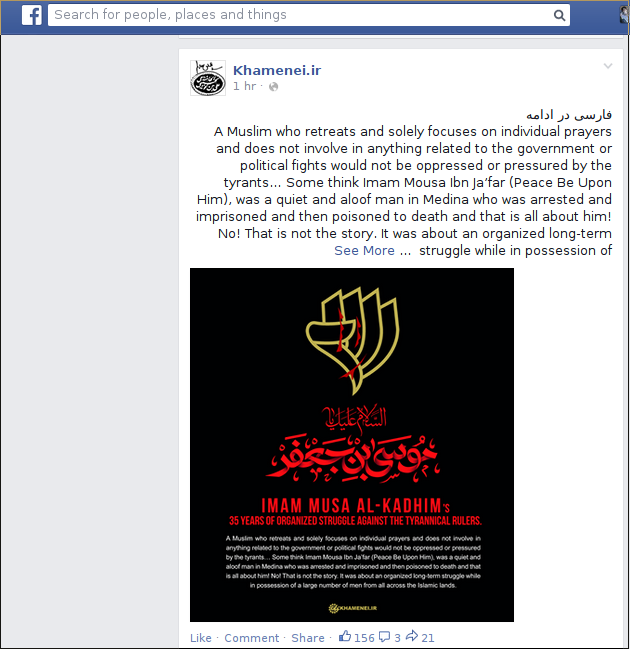 Search for people, places and things
Khamenei.ir
1 hr ·
فارسی در ادامه
A Muslim who retreats and solely focuses on individual prayers
and does not involve in anything related to the government or
political fights would not be oppressed or pressured by the
tyrants... Some think Imam Mousa Ibn Ja'far (Peace Be Upon
Him), was a quiet and aloof man in Medina who was arrested and
imprisoned and then poisoned to death and that is all about him!
No! That is not the story. It was about an organized long-term
struggle while in possession of ... See More
السلام علیک یا
موسی بن جعفر
IMAM MUSA AL-KADHIM'S
35 YEARS OF ORGANIZED STRUGGLE AGAINST THE TYRANNICAL RULERS.
A Muslim who retreats and solely focuses on individual prayers and does not involve in
anything related to the government or political fights would not be oppressed or pressured
by the tyrants... Some think Imam Mousa Ibn Ja'far (Peace Be Upon Him), was a quiet and
aloof man in Medina who was arrested and imprisoned and then poisoned to death and that
is all about him! No! That is not the story. It was about an organized long-term struggle while
in possession of a large number of men from all across the Islamic lands.
KHAMENEI.IR
Like · Comment · Share · 156 3 21